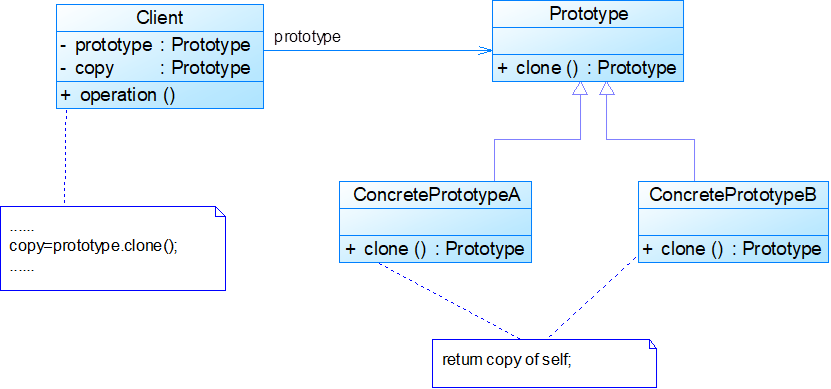 Client
- prototype : Prototype
- copy : Prototype
+ operation ()
prototype
Prototype
+ clone () : Prototype
ConcretePrototypeA
+ clone () : Prototype
ConcretePrototypeB
+ clone () : Prototype
......
copy=prototype.clone();
......
return copy of self;